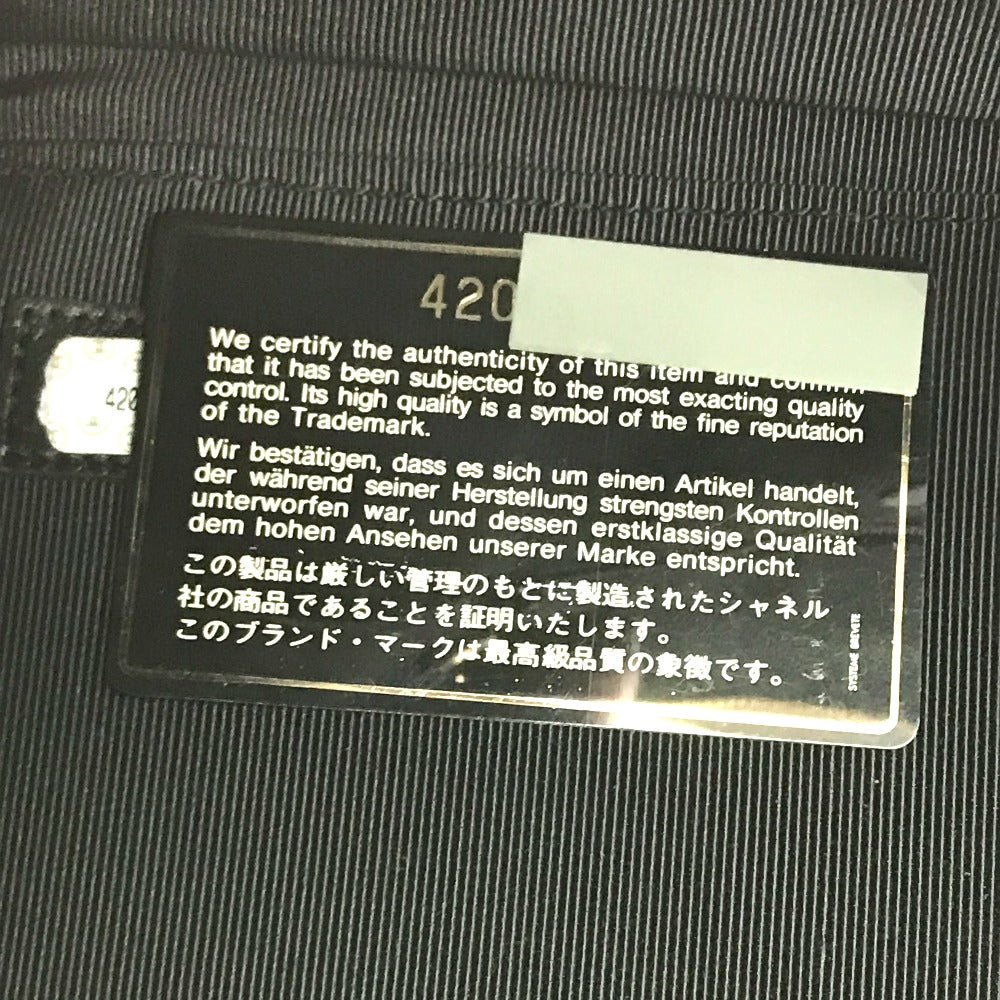 420
We certify the authenticity of this item and confirm
that it has been subjected to the most exacting quality
control. Its high quality is a symbol of the fine reputation
of the Trademark.
Wir bestätigen, dass es sich um einen Artikel handelt,
der während seiner Herstellung strengsten Kontrollen
unterworfen war, und dessen erstklassige Qualität
dem hohen Ansehen unserer Marke entspricht.
この製品は厳しい管理のもとに製造されたシャネル
社の商品であることを証明いたします。
このブランド・マークは最高級品質の象徴です。
SYSTEME BREVETE
420